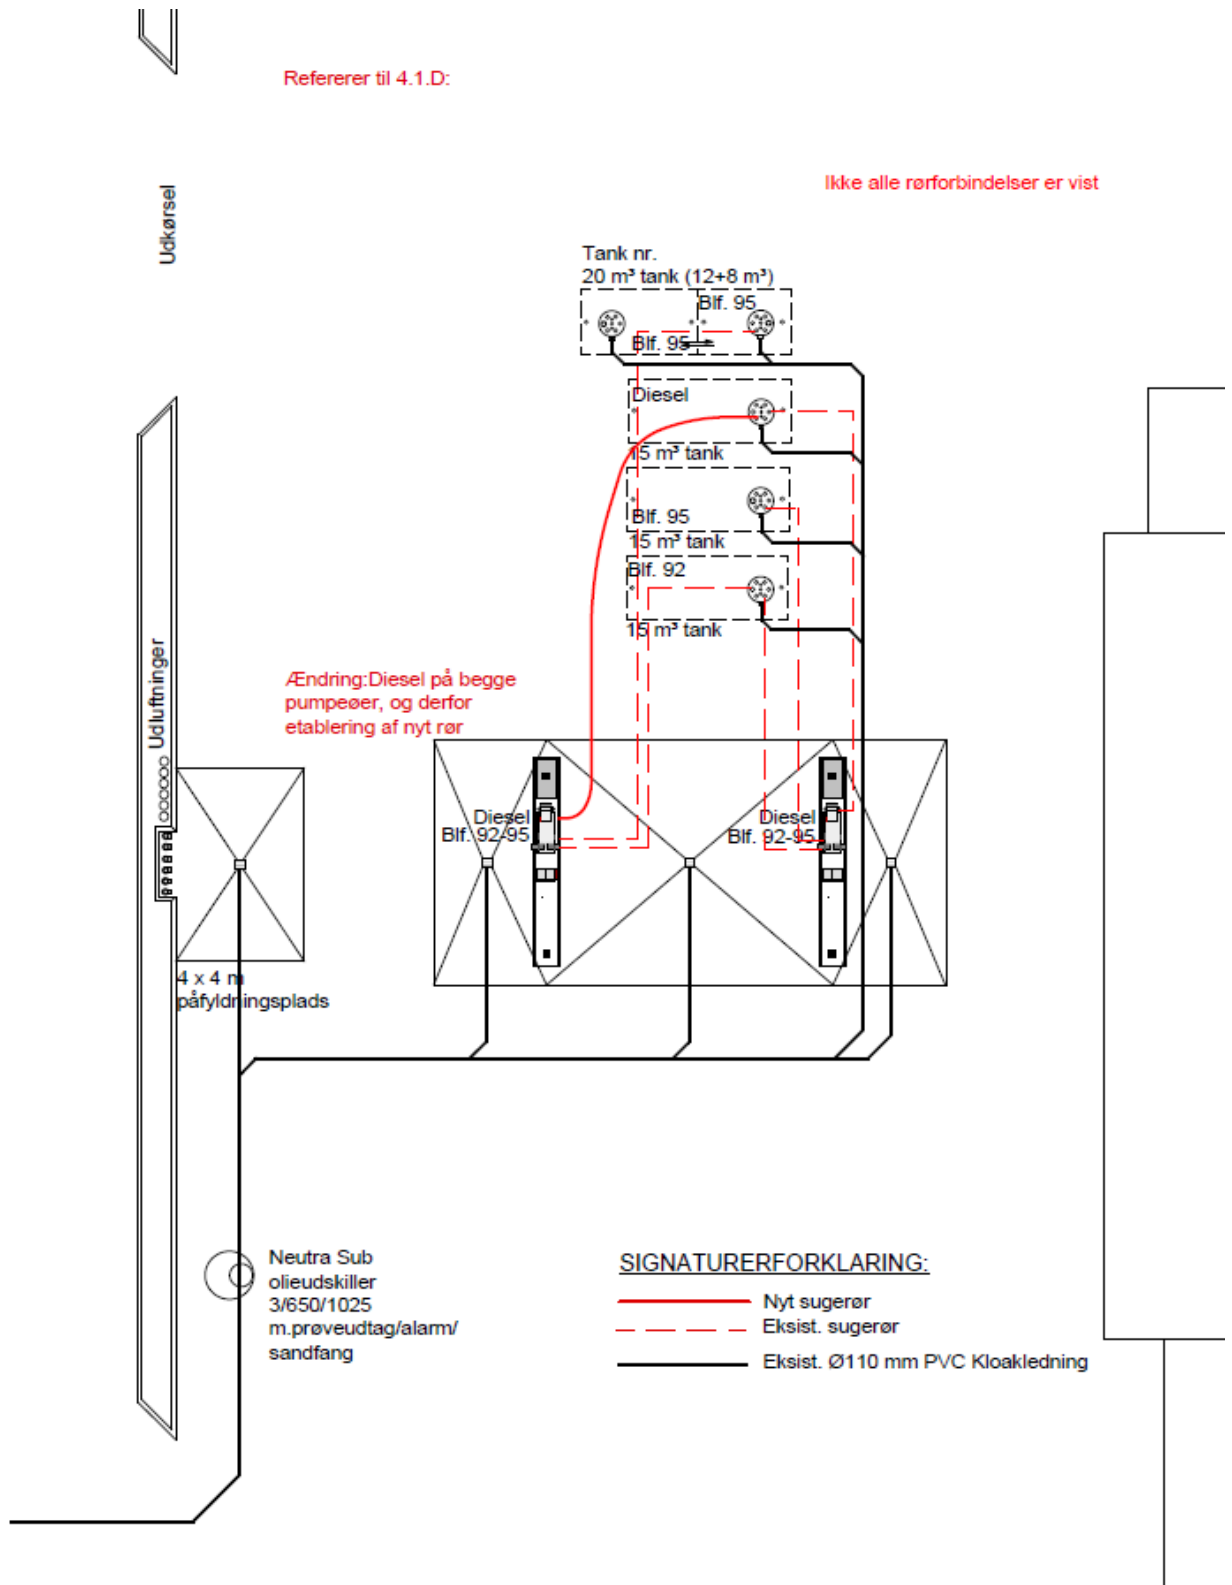 Refererer til 4.1.D:
Ikke alle rørforbindelser er vist
Udkørsel
Tank nr.
20 m³ tank (12+8 m³)
Blf. 95
Blf. 95
Diesel
15 m³ tank
Blf. 95
15 m³ tank
Blf. 92
15 m³ tank
Udluftninger
Ændring:Diesel på begge
pumpeøer, og derfor
etablering af nyt rør
Diesel
Blf. 92-95
Diesel
Blf. 92-95
4 x 4 m
påfyldningsplads
Neutra Sub
olieudskiller
3/650/1025
m.prøveudtag/alarm/
sandfang
SIGNATURERFORKLARING:
Nyt sugerør
Eksist. sugerør
Eksist. Ø110 mm PVC Kloakledning